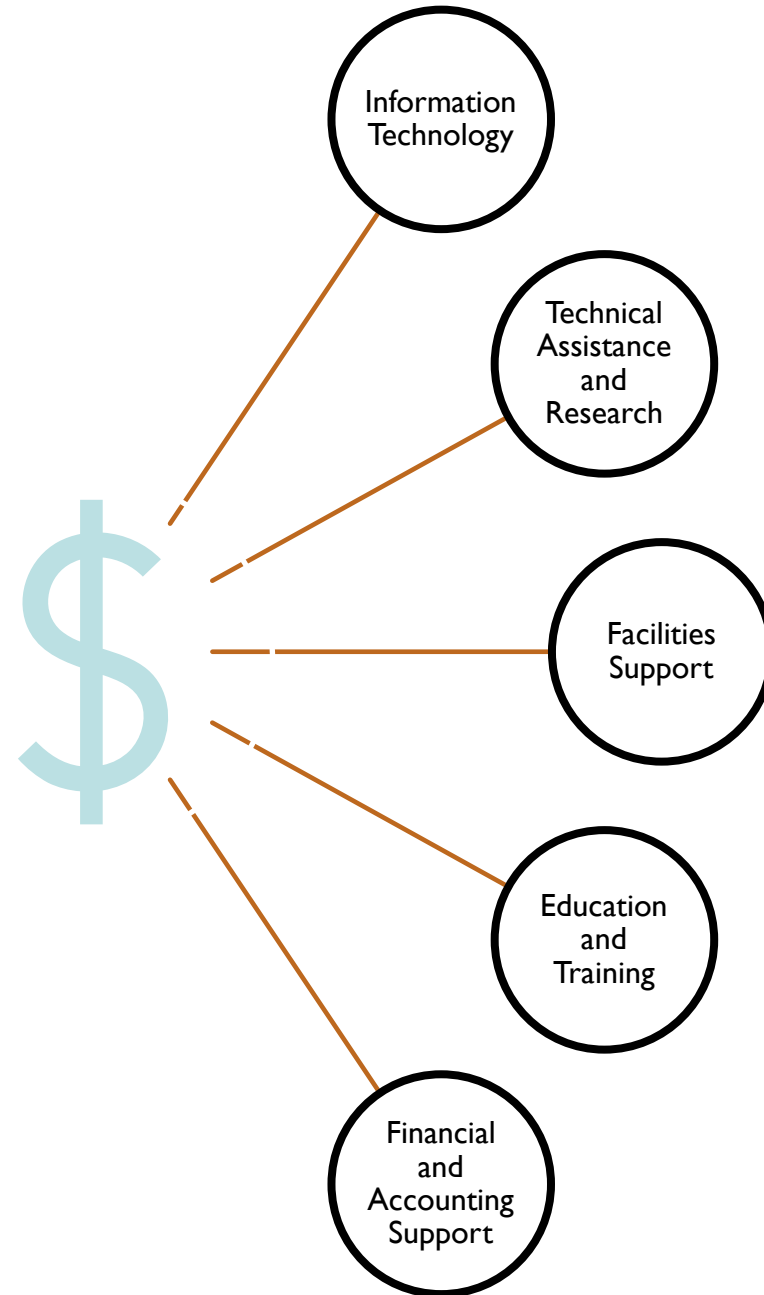 Information
Technology
Technical
Assistance
and
Research
$
Facilities
Support
Education
and
Training
Financial
and
Accounting
Support